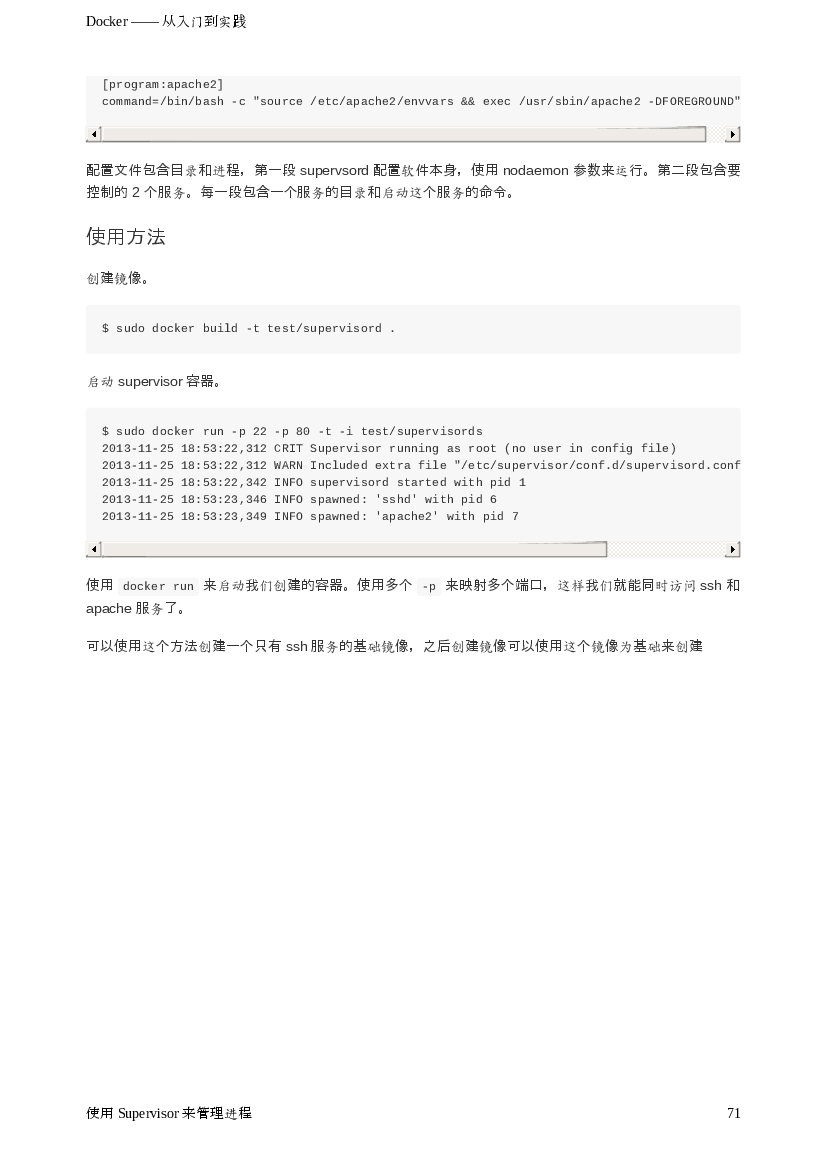 Docker —— 从入门到实践
[program:apache2]
command=/bin/bash -c "source /etc/apache2/envvars && exec /usr/sbin/apache2 -DFOREGROUND"
配置文件包含目录和进程，第一段 supervsord 配置软件本身，使用 nodaemon 参数来运行。第二段包含要
控制的 2 个服务。每一段包含一个服务的目录和启动这个服务的命令。
使用方法
创建镜像。
$ sudo docker build -t test/supervisord .
启动 supervisor 容器。
$ sudo docker run -p 22 -p 80 -t -i test/supervisords
2013-11-25 18:53:22,312 CRIT Supervisor running as root (no user in config file)
2013-11-25 18:53:22,312 WARN Included extra file "/etc/supervisor/conf.d/supervisord.conf
2013-11-25 18:53:22,342 INFO supervisord started with pid 1
2013-11-25 18:53:23,346 INFO spawned: 'sshd' with pid 6
2013-11-25 18:53:23,349 INFO spawned: 'apache2' with pid 7
使用 docker run 来启动我们创建的容器。使用多个 -p 来映射多个端口，这样我们就能同时访问 ssh 和
apache 服务了。
可以使用这个方法创建一个只有 ssh 服务的基础镜像，之后创建镜像可以使用这个镜像为基础来创建
使用 Supervisor 来管理进程 71